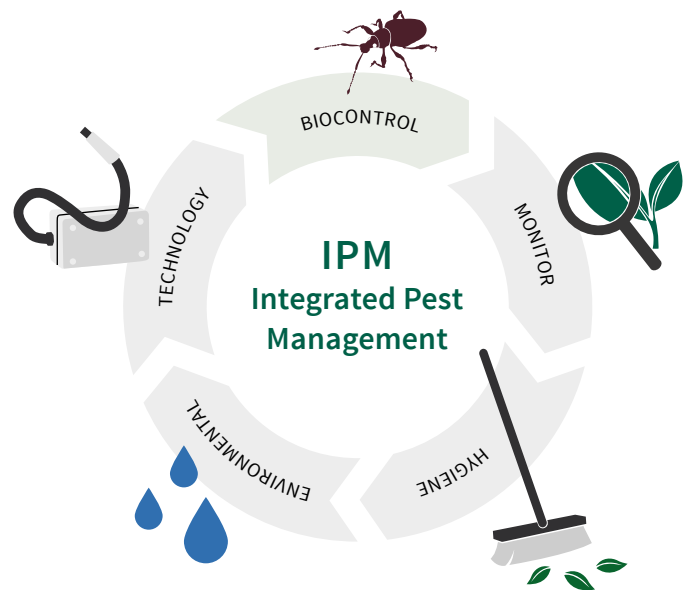 BIOCONTROL
MONITOR
HYGIENE
ENVIRONMENTAL
TECHNOLOGY
IPM
Integrated Pest
Management